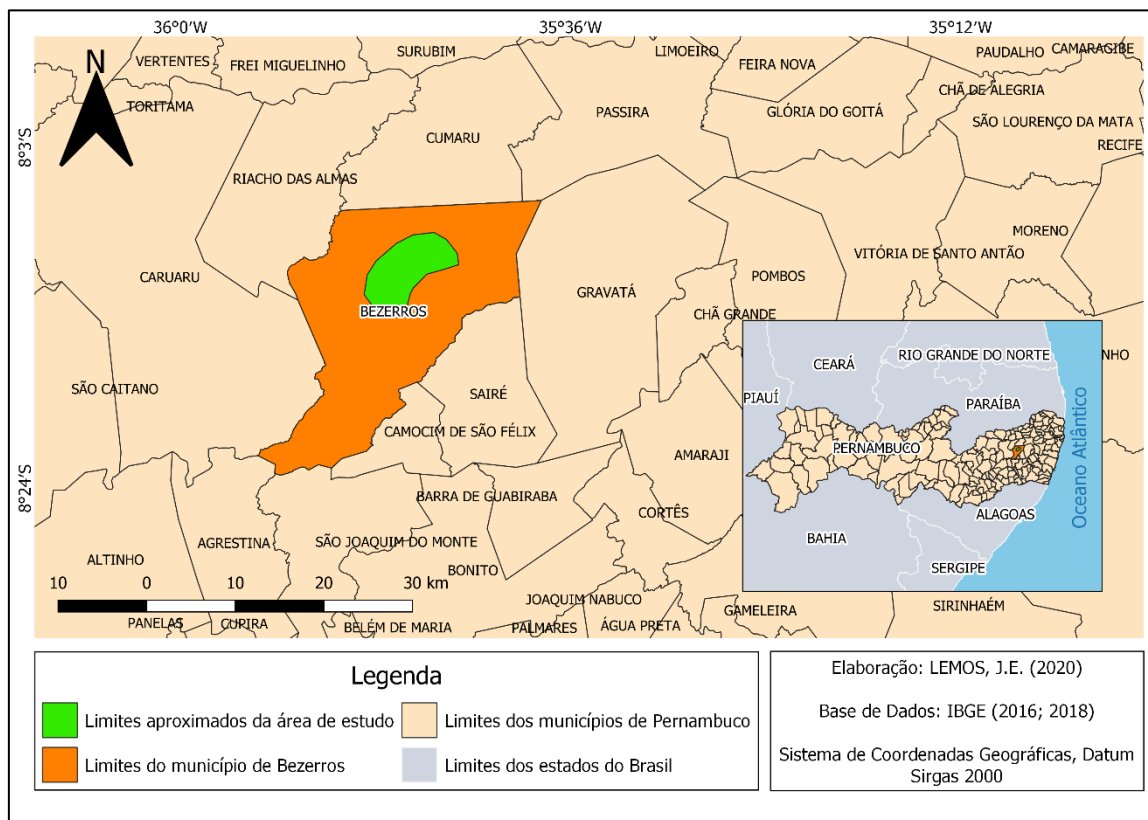 36°0'W 35°36'W 35°12'W
8°3'S
8°24'S
N
VERTENTES
FREI MIGUELINHO
SURUBIM
LIMOEIRO
FEIRA NOVA
PAUDALHO
CAMARAGIBE
TORITAMA
PASSIRA
GLÓRIA DO GOITÁ
CHÃ DE ALEGRIA
SÃO LOURENÇO DA MATA
CUMARU
RECIFE
RIACHO DAS ALMAS
MORENO
CARUARU
VITÓRIA DE SANTO ANTÃO
POMBOS
GRAVATÁ
BEZERROS
CHÃ GRANDE
NHO
SÃO CAITANO
SAIRÉ
CAMOCIM DE SÃO FÉLIX
AMARAJI
BARRA DE GUABIRABA
CORTÊS
ALTINHO
AGRESTINA
SÃO JOAQUIM DO MONTE
BONITO
JOAQUIM NABUCO
GAMELEIRA
SIRINHAÉM
PANELAS
CUPIRA
BELÉM DE MARIA
PALMARES
ÁGUA PRETA
10 0 10 20 30 km
CEARÁ
RIO GRANDE DO NORTE
PIAUÍ
PARAÍBA
PERNAMBUCO
ALAGOAS
BAHIA
SERGIPE
Oceano Atlântico
Legenda
Limites aproximados da área de estudo
Limites dos municípios de Pernambuco
Limites do município de Bezerros
Limites dos estados do Brasil
Elaboração: LEMOS, J.E. (2020)
Base de Dados: IBGE (2016; 2018)
Sistema de Coordenadas Geográficas, Datum
Sirgas 2000